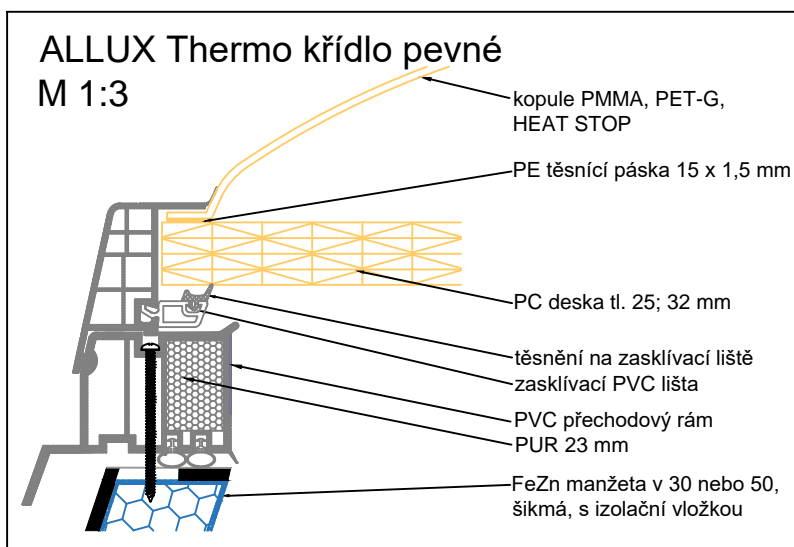 ALLUX Thermo křídlo pevné
M 1:3
kopule PMMA, PET-G,
HEAT STOP
PE těsnící páska 15 x 1,5 mm
PC deska tl. 25; 32 mm
těsnění na zasklívací liště
zasklívací PVC lišta
PVC přechodový rám
PUR 23 mm
FeZn manžeta v 30 nebo 50,
šikmá, s izolační vložkou